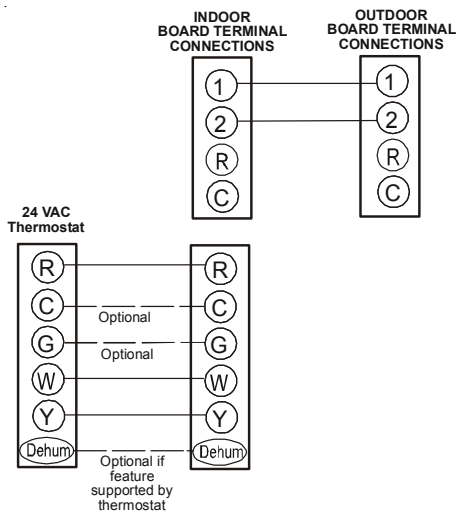 INDOOR
BOARD TERMINAL
CONNECTIONS
OUTDOOR
BOARD TERMINAL
CONNECTIONS
1 1
2 2
R R
C C
24 VAC
Thermostat
R R
C C
Optional
G G
Optional
W W
Y Y
Dehum Dehum
Optional if
feature
supported by
thermostat